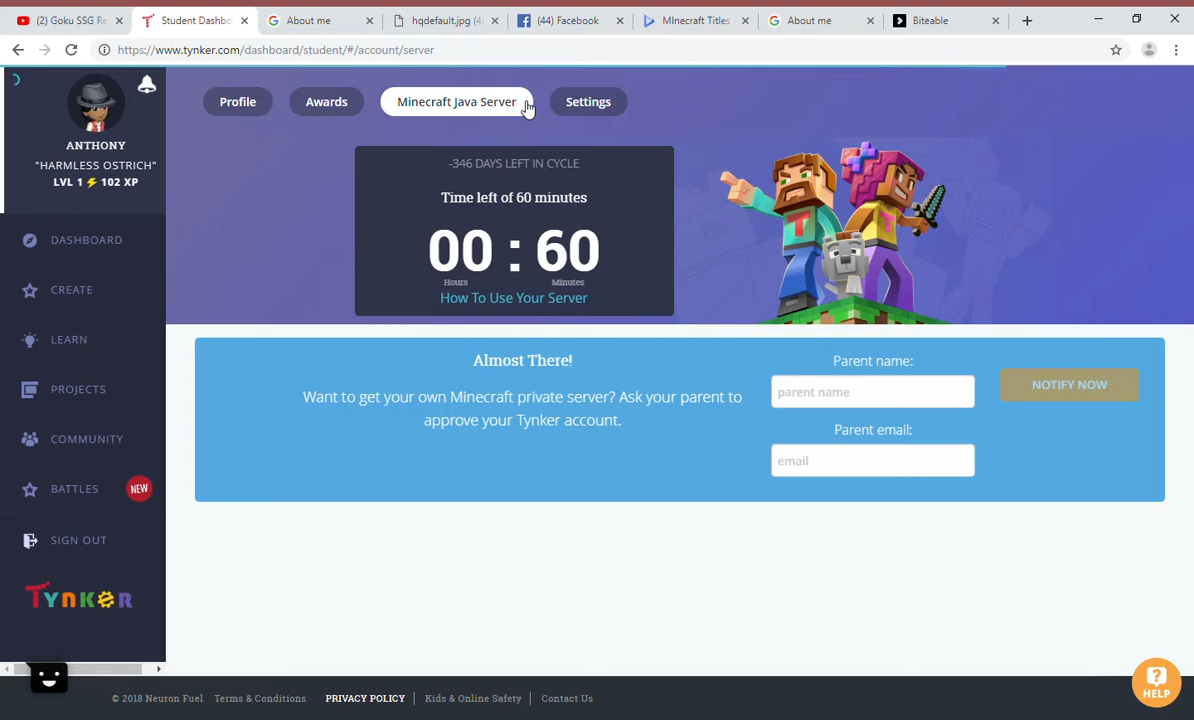 (2) Goku SSG Re
Student Dashbo
About me
hqdefault.jpg (4
(44) Facebook
MInecraft Titles
About me
Biteable
https://www.tynker.com/dashboard/student/#/account/server
ANTHONY
"HARMLESS OSTRICH"
LVL 1 ⚡ 102 XP
DASHBOARD
CREATE
LEARN
PROJECTS
COMMUNITY
BATTLES NEW
SIGN OUT
TYNKER
Profile
Awards
Minecraft Java Server
Settings
-346 DAYS LEFT IN CYCLE
Time left of 60 minutes
00 : 60
Hours Minutes
How To Use Your Server
Almost There!
Want to get your own Minecraft private server? Ask your parent to
approve your Tynker account.
Parent name:
parent name
Parent email:
email
NOTIFY NOW
© 2018 Neuron Fuel Terms & Conditions PRIVACY POLICY Kids & Online Safety Contact Us
HELP